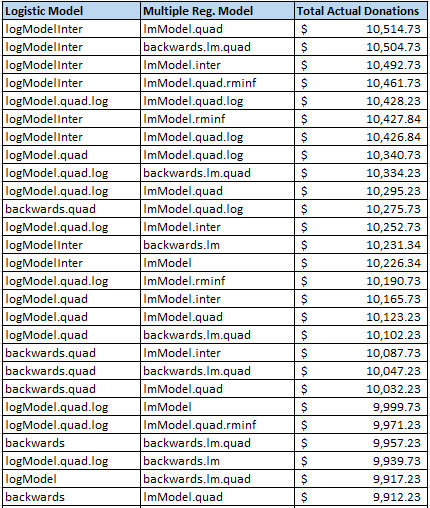 Logistic Model Multiple Reg. Model Total Actual Donations
logModelInter lmModel.quad $ 10,514.73
logModelInter backwards.lm.quad $ 10,504.73
logModelInter lmModel.inter $ 10,492.73
logModelInter lmModel.quad.rminf $ 10,461.73
logModel.quad.log lmModel.quad.log $ 10,428.23
logModelInter lmModel.rminf $ 10,427.84
logModelInter lmModel.quad.log $ 10,426.84
logModel.quad lmModel.quad.log $ 10,340.73
logModel.quad.log backwards.lm.quad $ 10,334.23
logModel.quad.log lmModel.quad $ 10,295.23
backwards.quad lmModel.quad.log $ 10,275.73
logModel.quad.log lmModel.inter $ 10,252.73
logModelInter backwards.lm $ 10,231.34
logModelInter lmModel $ 10,226.34
logModel.quad.log lmModel.rminf $ 10,190.73
logModel.quad lmModel.inter $ 10,165.73
logModel.quad lmModel.quad $ 10,123.23
logModel.quad backwards.lm.quad $ 10,102.23
backwards.quad lmModel.inter $ 10,087.73
backwards.quad backwards.lm.quad $ 10,047.23
backwards.quad lmModel.quad $ 10,032.23
logModel.quad.log lmModel $ 9,999.73
logModel.quad.log lmModel.quad.rminf $ 9,971.23
backwards backwards.lm.quad $ 9,957.23
logModel.quad.log backwards.lm $ 9,939.73
logModel backwards.lm.quad $ 9,917.23
backwards lmModel.quad $ 9,912.23